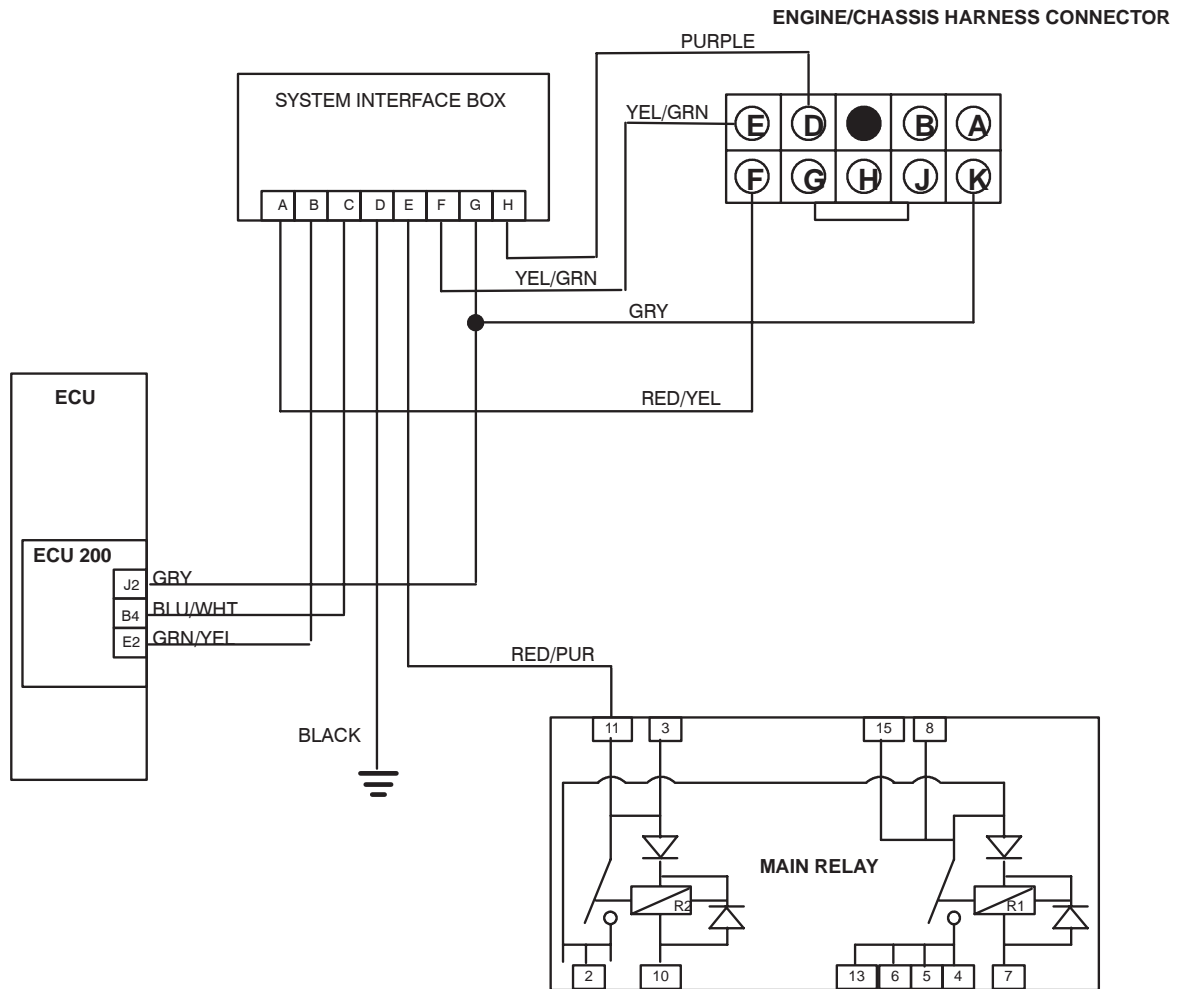 ENGINE/CHASSIS HARNESS CONNECTOR
PURPLE
SYSTEM INTERFACE BOX
YEL/GRN
E D B A
F G H J K
A B C D E F G H
YEL/GRN
GRY
RED/YEL
ECU
ECU 200
J2 GRY
B4 BLU/WHT
E2 GRN/YEL
RED/PUR
BLACK
11 3 15 8
MAIN RELAY
R2 R1
2 10 13 6 5 4 7